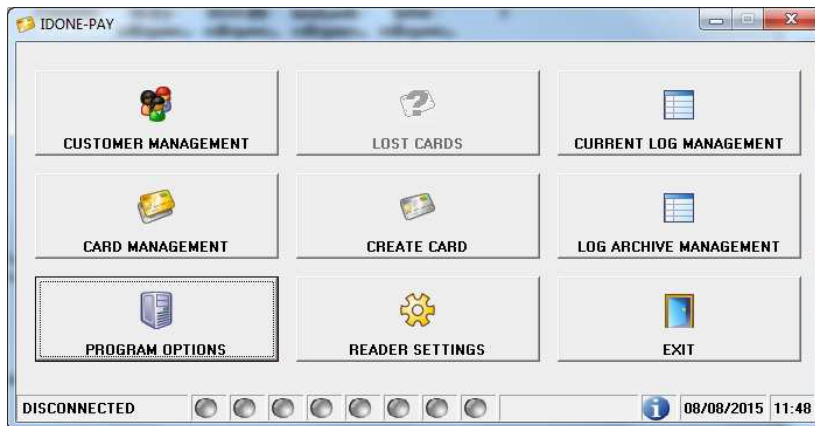 IDONE-PAY
CUSTOMER MANAGEMENT
LOST CARDS
CURRENT LOG MANAGEMENT
CARD MANAGEMENT
CREATE CARD
LOG ARCHIVE MANAGEMENT
PROGRAM OPTIONS
READER SETTINGS
EXIT
DISCONNECTED 08/08/2015 11:48